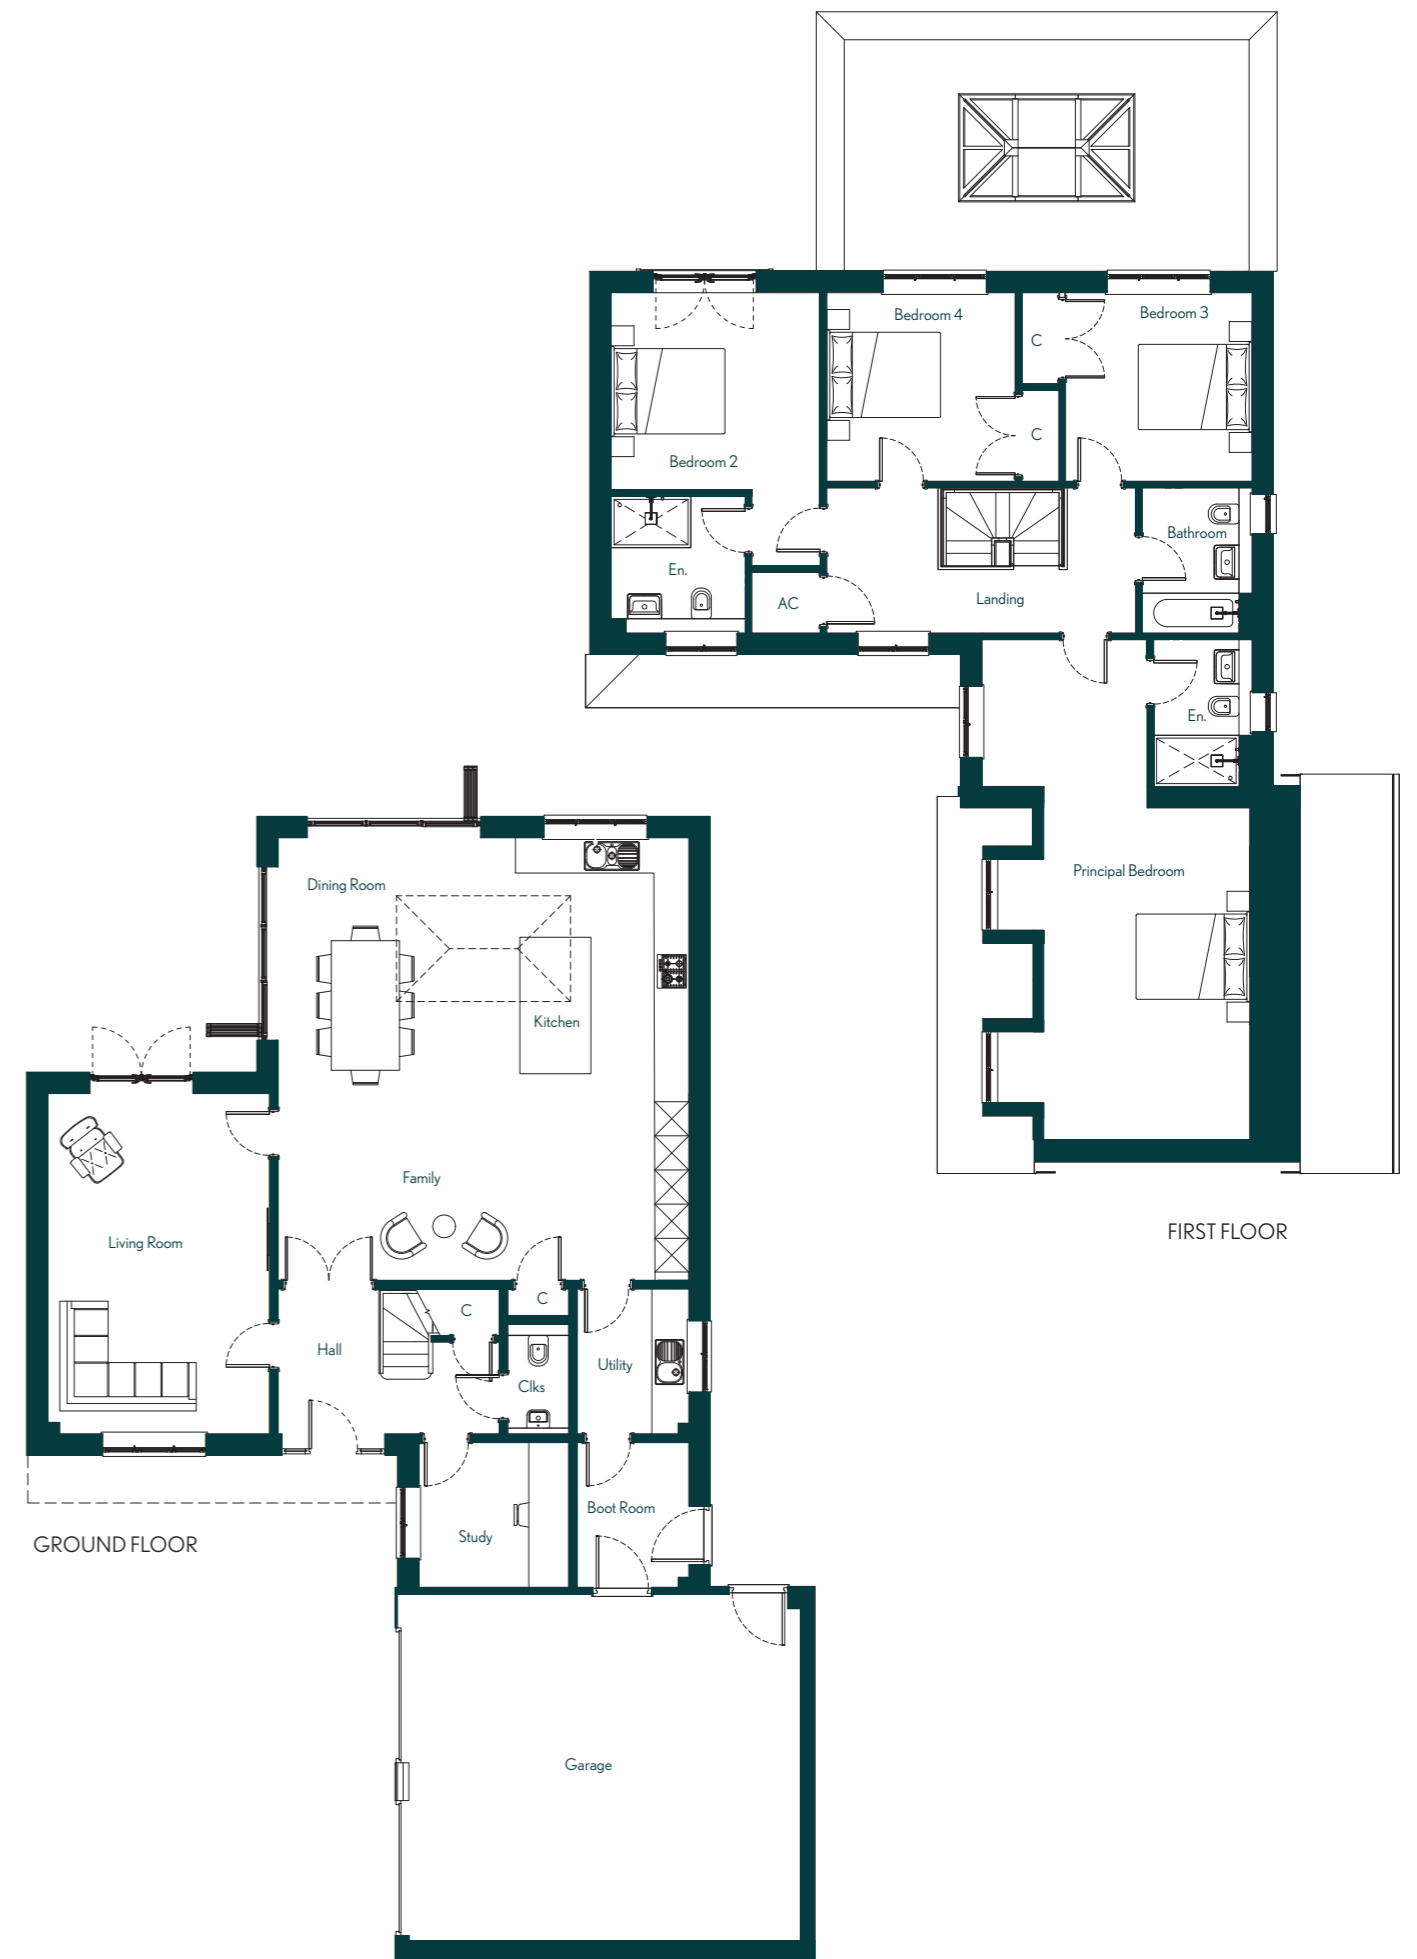 Bedroom 4
Bedroom 3
C
C
Bedroom 2
Bathroom
En.
AC
Landing
En.
Principal Bedroom
FIRST FLOOR
Dining Room
Kitchen
Family
Living Room
C
C
Hall
Utility
Clks
Boot Room
Study
GROUND FLOOR
Garage